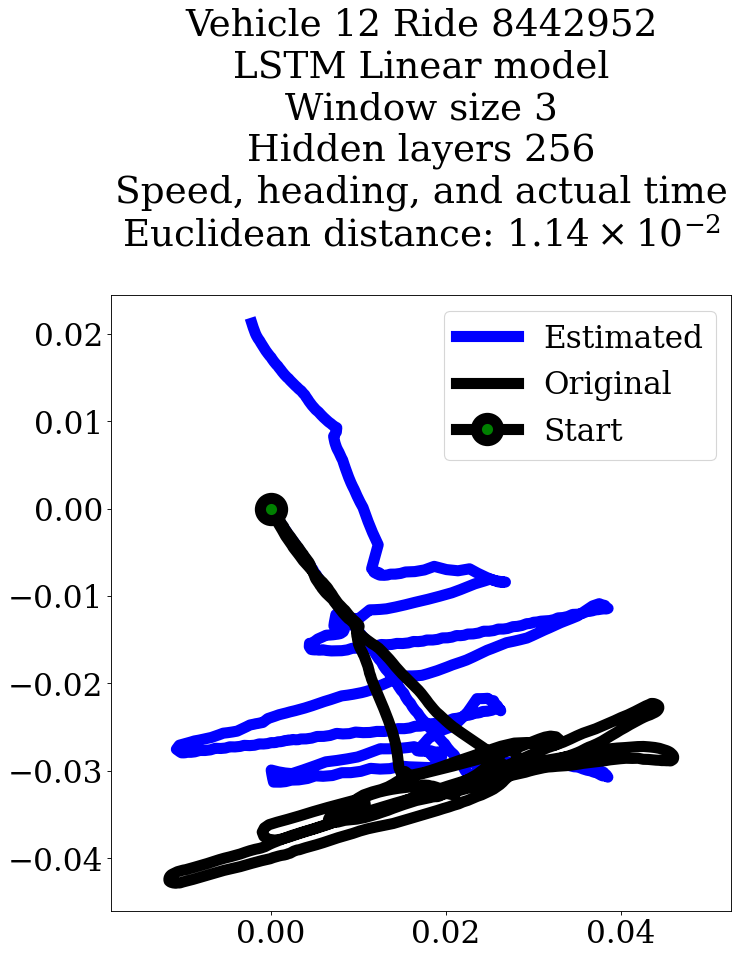 Vehicle 12 Ride 8442952
LSTM Linear model
Window size 3
Hidden layers 256
Speed, heading, and actual time
Euclidean distance: 1.14 × 10⁻²
Estimated
Original
Start
0.02
0.01
0.00
−0.01
−0.02
−0.03
−0.04
0.00 0.02 0.04